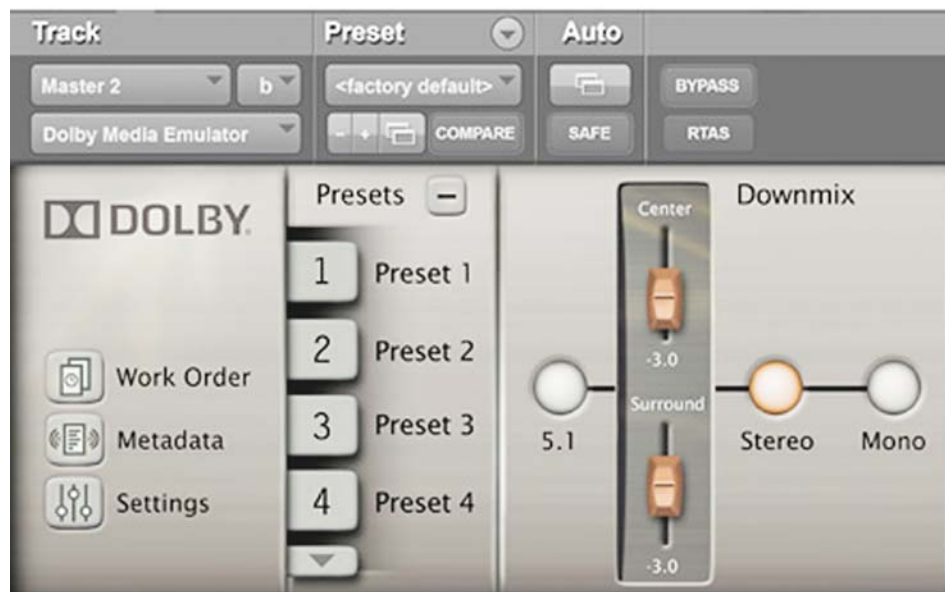 Track Preset Auto
Master 2 b <factory default> BYPASS
Dolby Media Emulator - + COMPARE SAFE RTAS
DOLBY.
Work Order
Metadata
Settings
Presets −
1 Preset 1
2 Preset 2
3 Preset 3
4 Preset 4
Downmix
Center
-3.0
Surround
-3.0
5.1 Stereo Mono